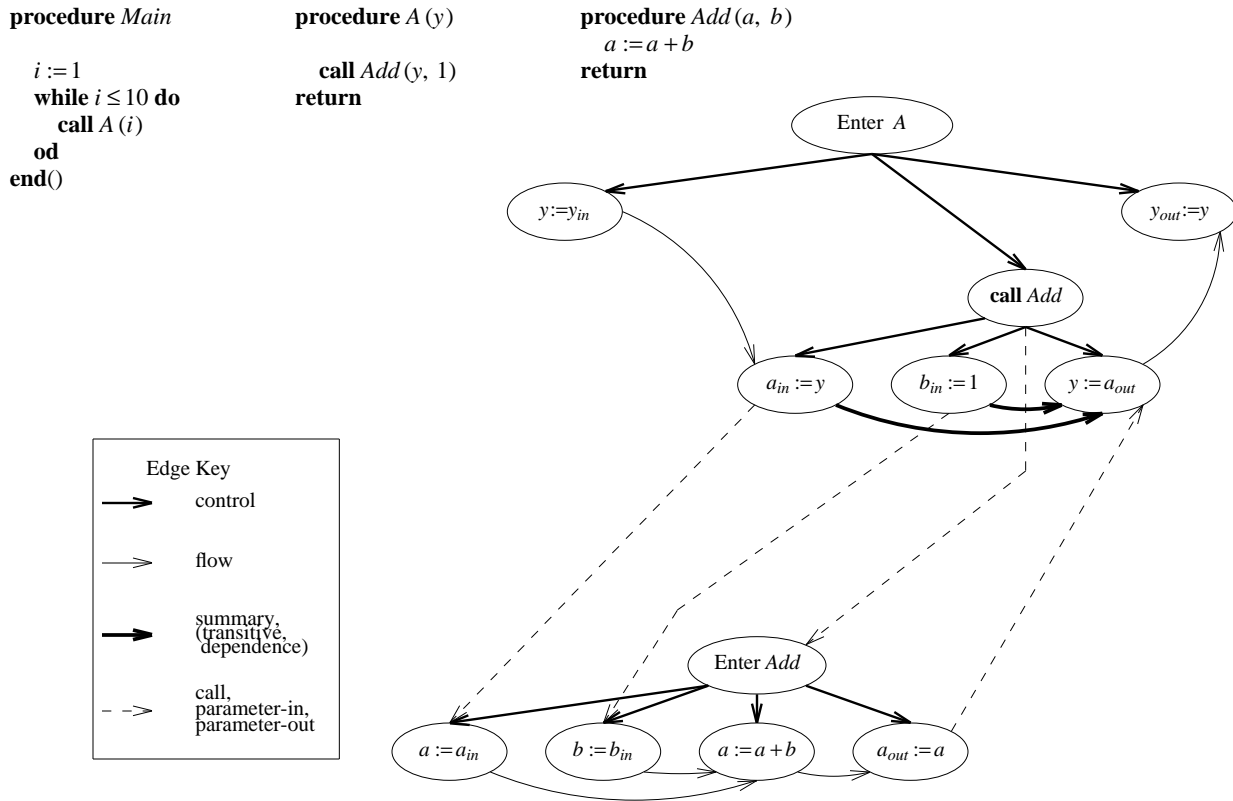 procedure Main
i := 1
while i ≤ 10 do
call A (i)
od
end()
procedure A (y)
call Add (y, 1)
return
procedure Add (a, b)
a := a + b
return
Enter A
y:=y_in
y_out:=y
call Add
a_in := y
b_in := 1
y := a_out
Edge Key
control
flow
summary,
(transitive,
dependence)
call,
parameter-in,
parameter-out
Enter Add
a := a_in
b := b_in
a := a + b
a_out := a